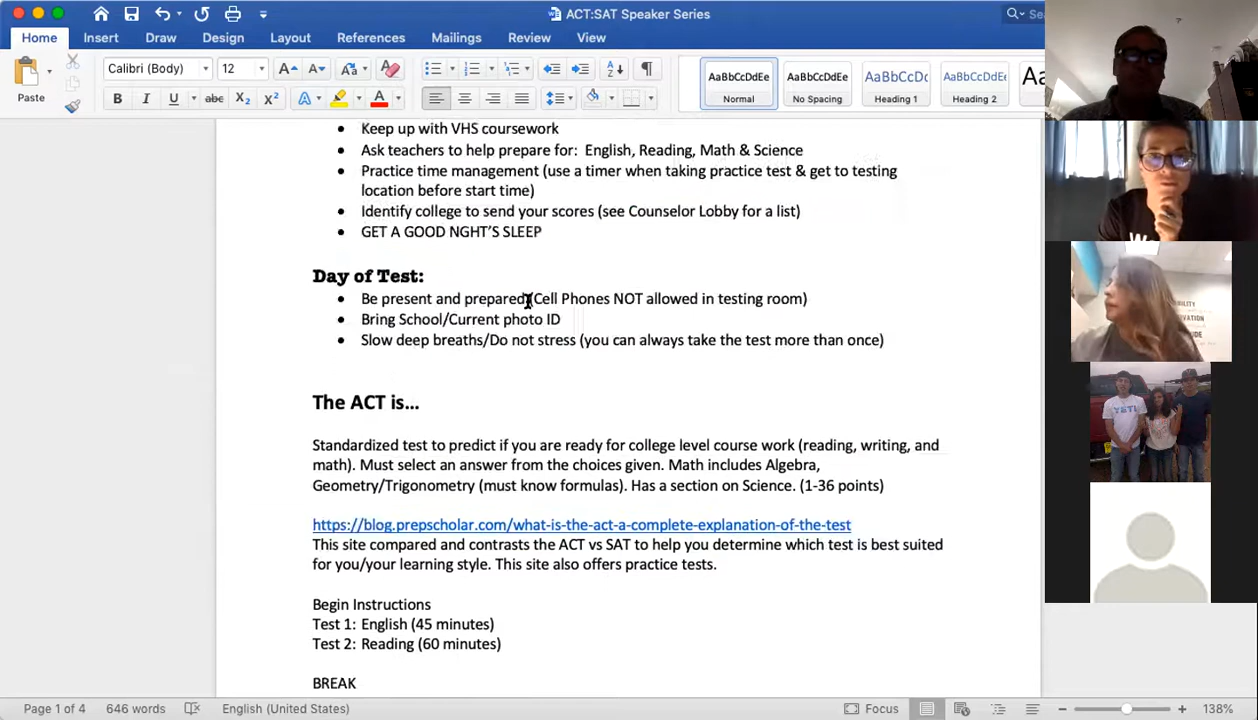 ACT:SAT Speaker Series
Home Insert Draw Design Layout References Mailings Review View
Paste
Calibri (Body) 12
AaBbCcDdEe
Normal
AaBbCcDdEe
No Spacing
AaBbCcDc
Heading 1
AaBbCcDdEe
Heading 2
Keep up with VHS coursework
Ask teachers to help prepare for: English, Reading, Math & Science
Practice time management (use a timer when taking practice test & get to testing
location before start time)
Identify college to send your scores (see Counselor Lobby for a list)
GET A GOOD NGHT'S SLEEP
Day of Test:
Be present and prepared (Cell Phones NOT allowed in testing room)
Bring School/Current photo ID
Slow deep breaths/Do not stress (you can always take the test more than once)
The ACT is...
Standardized test to predict if you are ready for college level course work (reading, writing, and
math). Must select an answer from the choices given. Math includes Algebra,
Geometry/Trigonometry (must know formulas). Has a section on Science. (1-36 points)
https://blog.prepscholar.com/what-is-the-act-a-complete-explanation-of-the-test
This site compared and contrasts the ACT vs SAT to help you determine which test is best suited
for you/your learning style. This site also offers practice tests.
Begin Instructions
Test 1: English (45 minutes)
Test 2: Reading (60 minutes)
BREAK
Page 1 of 4 646 words English (United States) Focus 138%
YETI